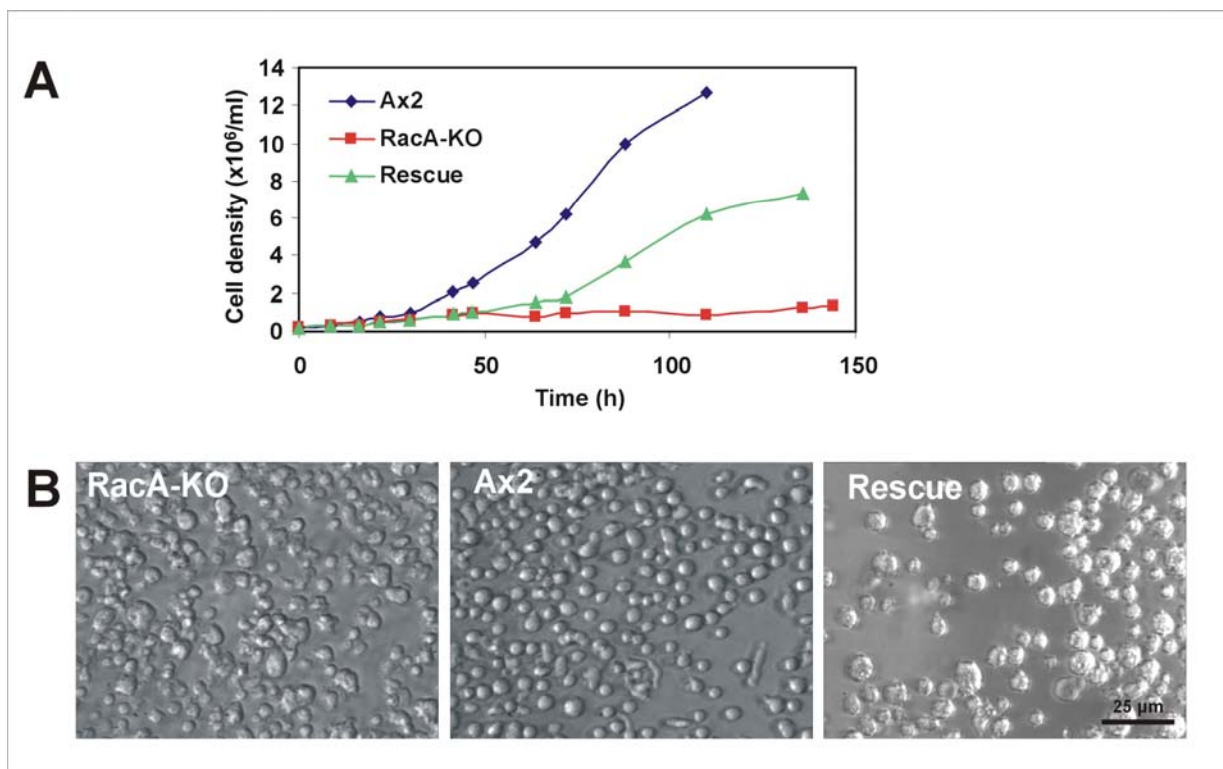 A
Cell density (x10⁶/ml)
14
12
10
8
6
4
2
0
Ax2
RacA-KO
Rescue
0 50 100 150
Time (h)
B
RacA-KO
Ax2
Rescue
25 µm